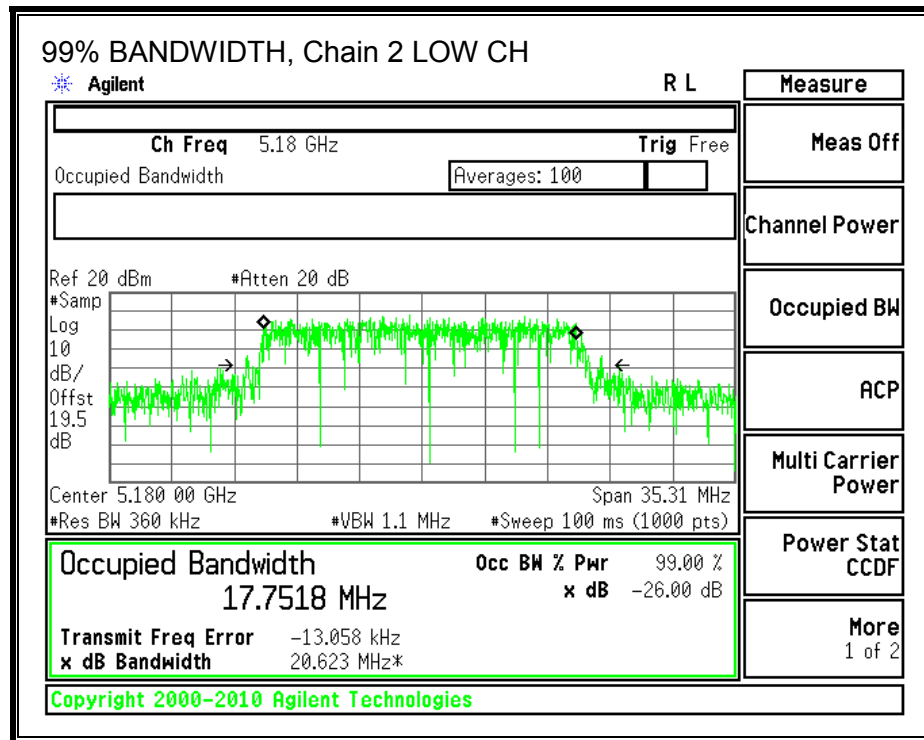 99% BANDWIDTH, Chain 2 LOW CH
Agilent R L Measure
Ch Freq 5.18 GHz Trig Free
Occupied Bandwidth Averages: 100
Meas Off
Channel Power
Occupied BW
ACP
Multi Carrier
Power
Power Stat
CCDF
More
1 of 2
Ref 20 dBm #Atten 20 dB
#Samp
Log
10
dB/
Offst
19.5
dB
Center 5.180 00 GHz Span 35.31 MHz
#Res BW 360 kHz #VBW 1.1 MHz #Sweep 100 ms (1000 pts)
Occupied Bandwidth Occ BW % Pwr 99.00 %
17.7518 MHz x dB -26.00 dB
Transmit Freq Error -13.058 kHz
x dB Bandwidth 20.623 MHz*
Copyright 2000-2010 Agilent Technologies